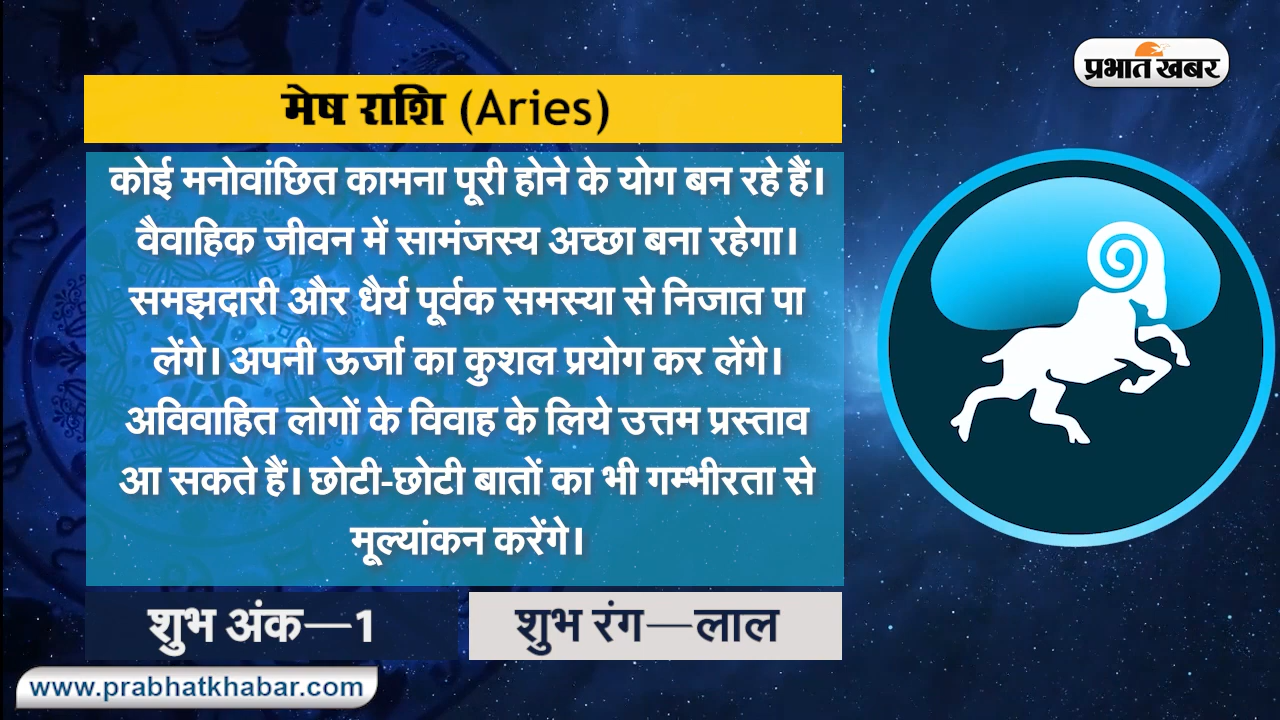 प्रभात खबर
मेष राशि (Aries)
कोई मनोवांछित कामना पूरी होने के योग बन रहे हैं।
वैवाहिक जीवन में सामंजस्य अच्छा बना रहेगा।
समझदारी और धैर्य पूर्वक समस्या से निजात पा
लेंगे। अपनी ऊर्जा का कुशल प्रयोग कर लेंगे।
अविवाहित लोगों के विवाह के लिये उत्तम प्रस्ताव
आ सकते हैं। छोटी-छोटी बातों का भी गम्भीरता से
मूल्यांकन करेंगे।
शुभ अंक—1
शुभ रंग—लाल
www.prabhatkhabar.com